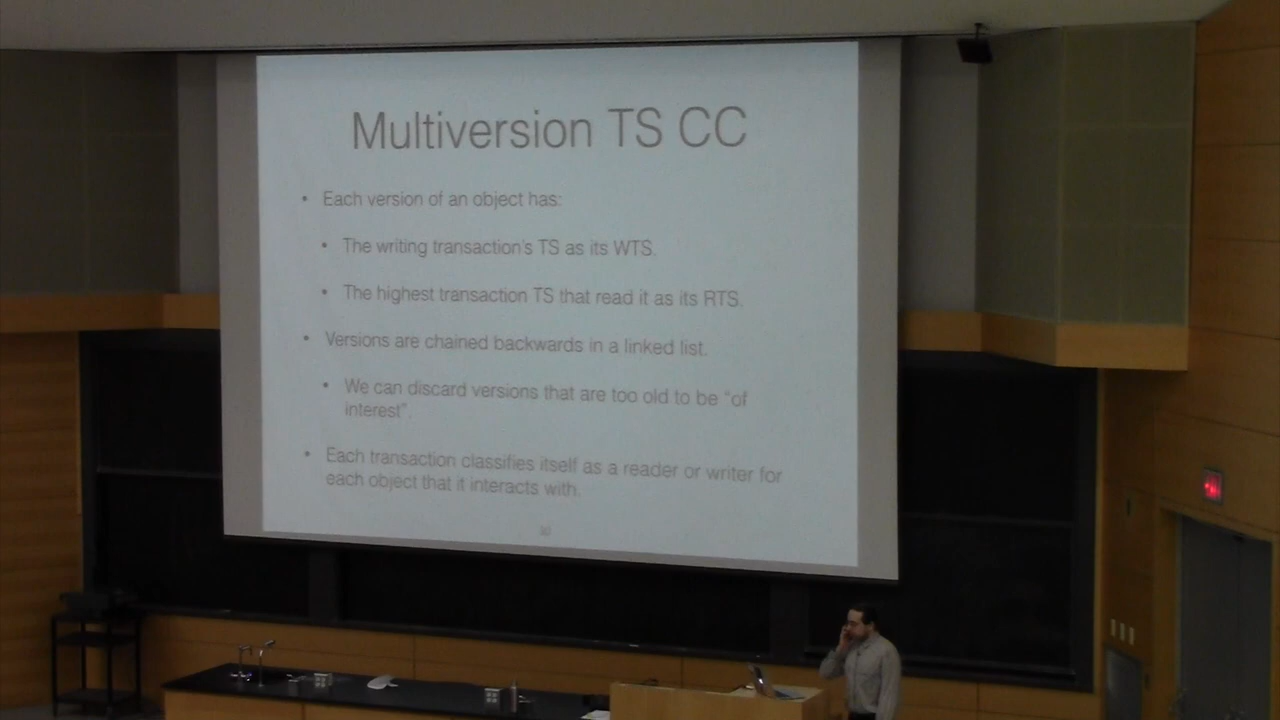 Multiversion TS CC
• Each version of an object has:
• The writing transaction's TS as its WTS.
• The highest transaction TS that read it as its RTS.
• Versions are chained backwards in a linked list.
• We can discard versions that are too old to be "of
interest".
• Each transaction classifies itself as a reader or writer for
each object that it interacts with.